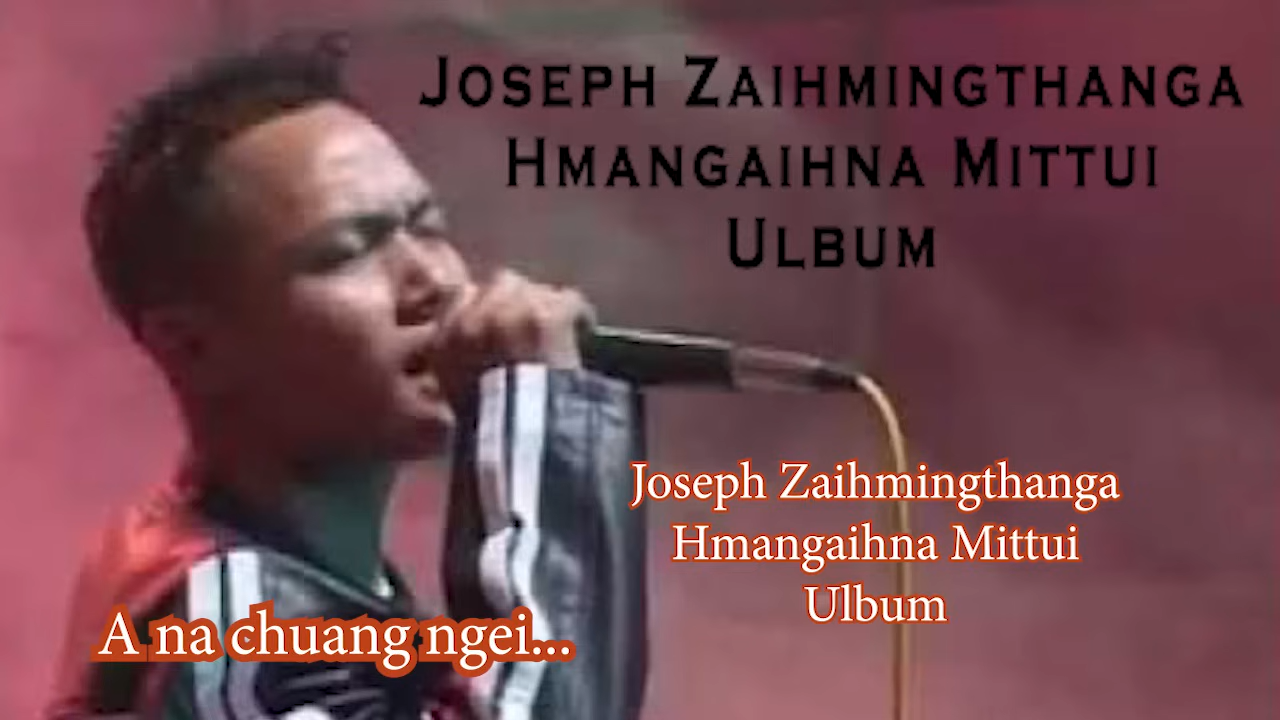 Joseph Zaihmingthanga
Hmangaihna Mittui
Ulbum
Joseph Zaihmingthanga
Hmangaihna Mittui
Ulbum
A na chuang ngei...